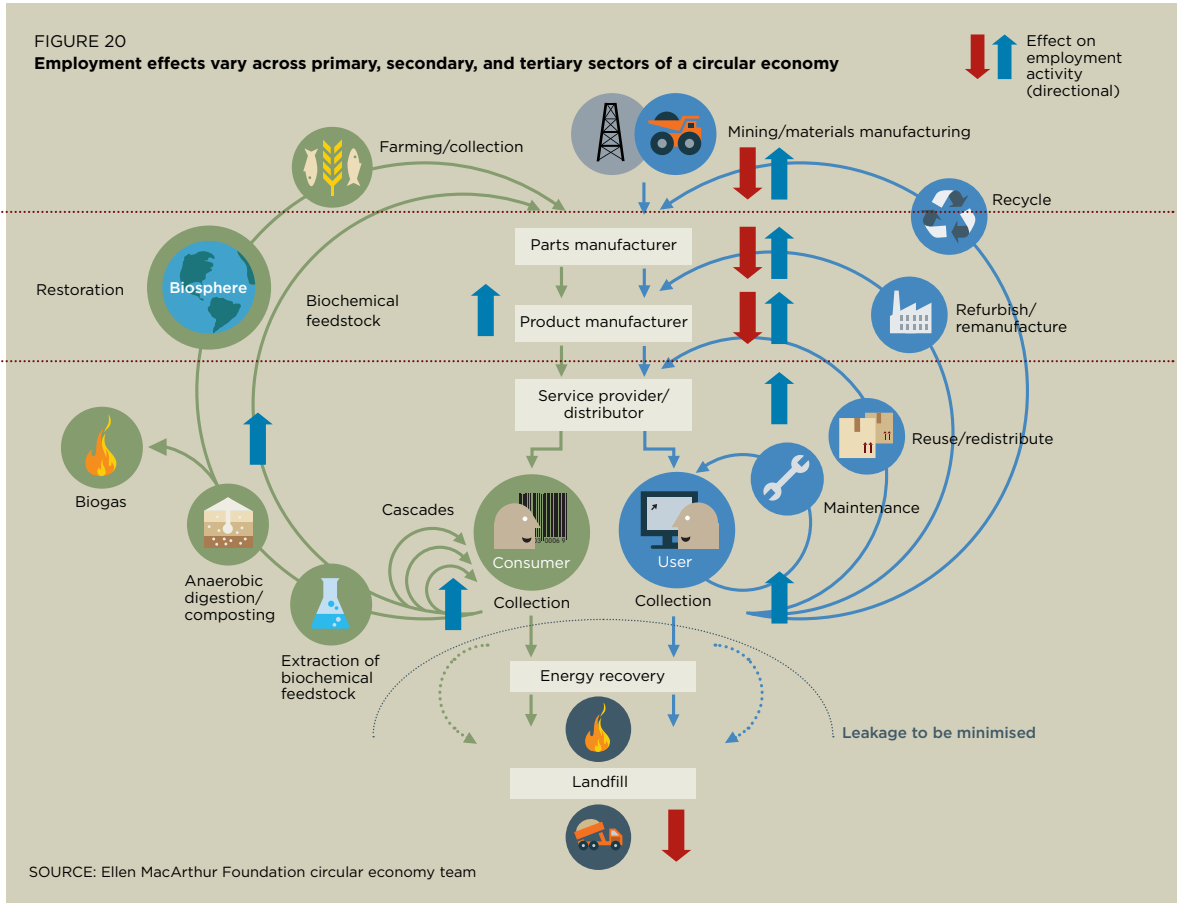 FIGURE 20
Employment effects vary across primary, secondary, and tertiary sectors of a circular economy
Effect on
employment
activity
(directional)
Mining/materials manufacturing
Farming/collection
Recycle
Parts manufacturer
Restoration
Biosphere
Biochemical
feedstock
Product manufacturer
Refurbish/
remanufacture
Service provider/
distributor
Reuse/redistribute
Biogas
Cascades
Maintenance
03 0006 9
Consumer
User
Anaerobic
digestion/
composting
Collection
Collection
Extraction of
biochemical
feedstock
Energy recovery
Leakage to be minimised
Landfill
SOURCE: Ellen MacArthur Foundation circular economy team